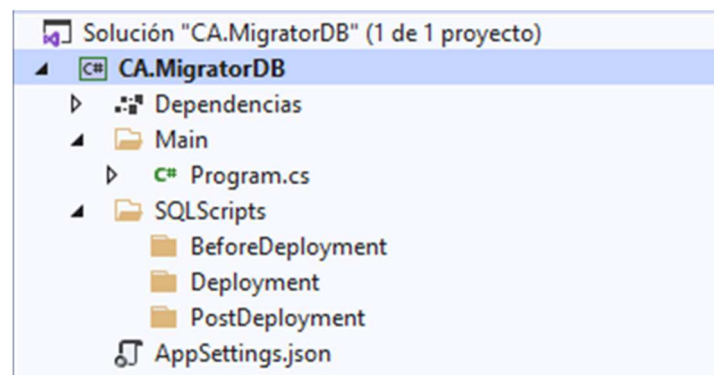 Solución "CA.MigratorDB" (1 de 1 proyecto)
C# CA.MigratorDB
Dependencias
Main
C# Program.cs
SQLScripts
BeforeDeployment
Deployment
PostDeployment
AppSettings.json